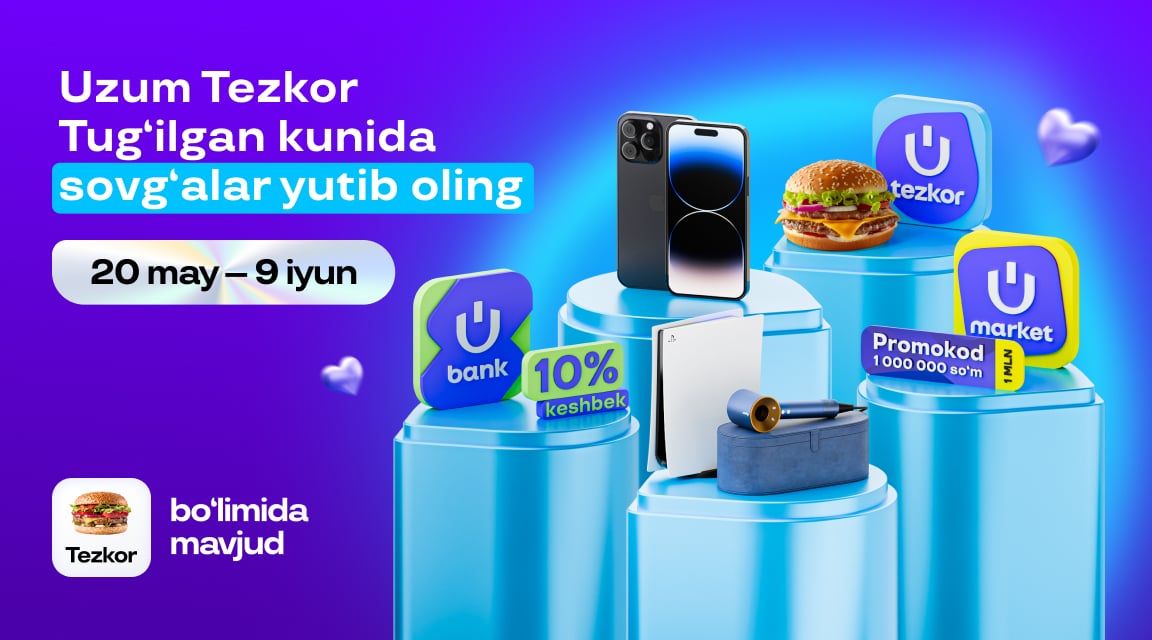 Uzum Tezkor
Tug‘ilgan kunida
sovg‘alar yutib oling
20 may – 9 iyun
tezkor
bank
10%
keshbek
market
Promokod
1 000 000 so‘m
1 MLN
Tezkor
bo‘limida
mavjud